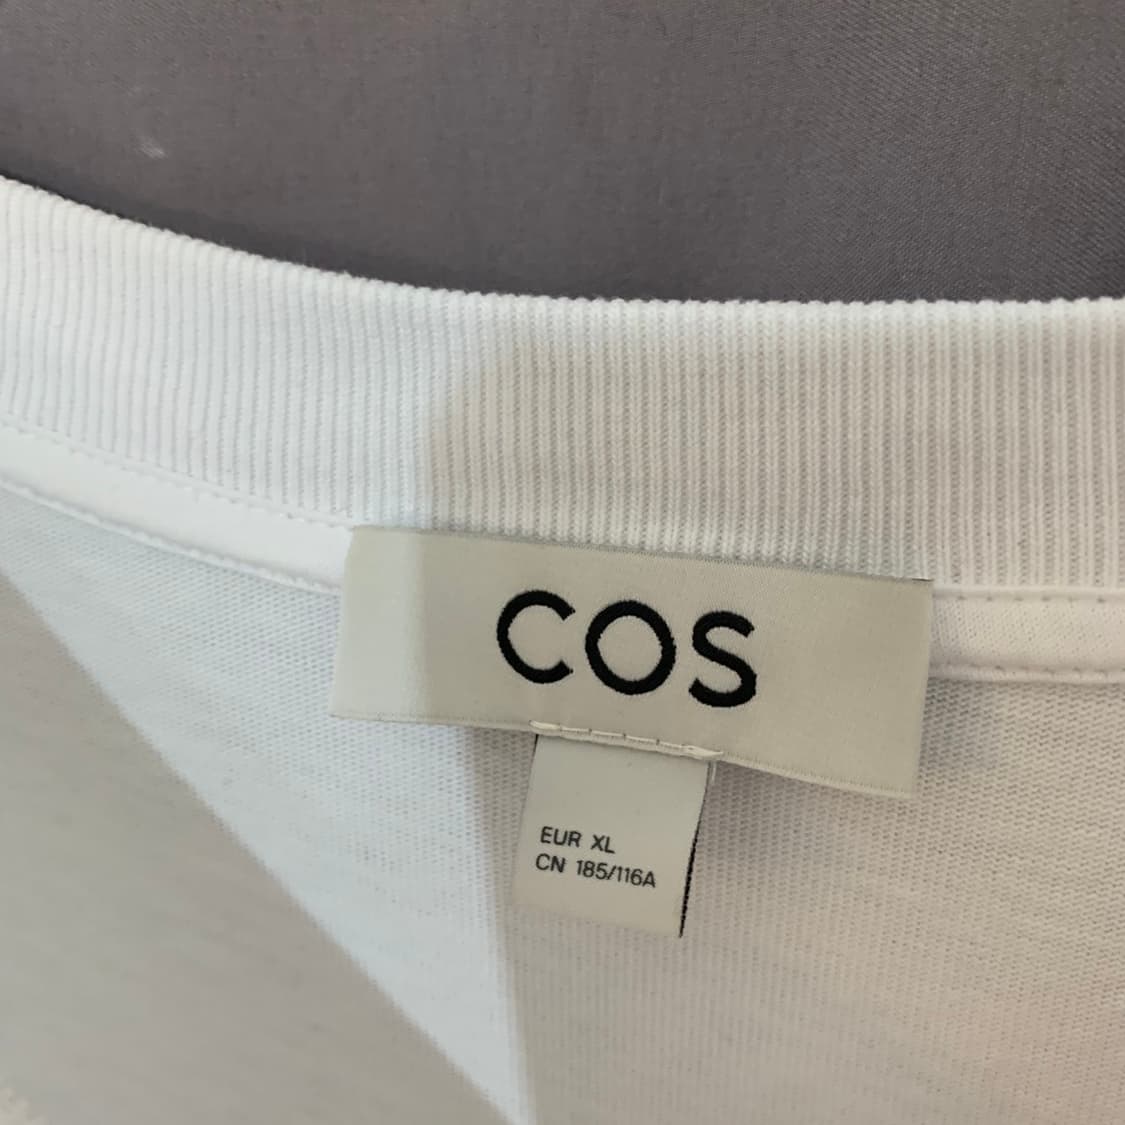 COS
EUR XL
CN 185/116A